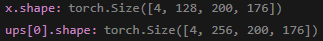 x.shape: torch.Size([4, 128, 200, 176])
ups[0].shape: torch.Size([4, 256, 200, 176])